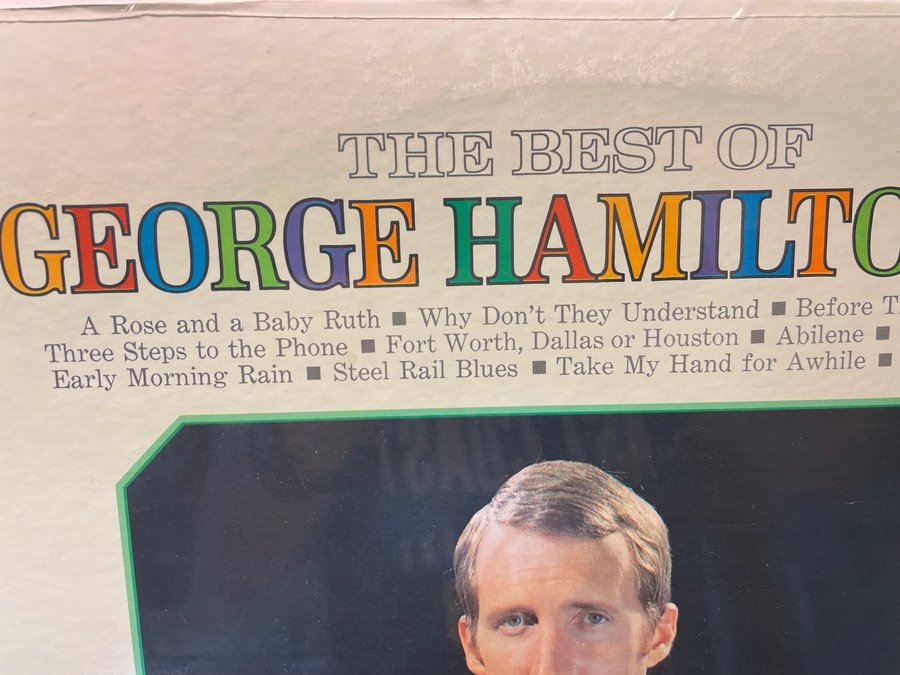 THE BEST OF
GEORGE HAMILTO
A Rose and a Baby Ruth ■ Why Don't They Understand ■ Before T
Three Steps to the Phone ■ Fort Worth, Dallas or Houston ■ Abilene ■
Early Morning Rain ■ Steel Rail Blues ■ Take My Hand for Awhile ■